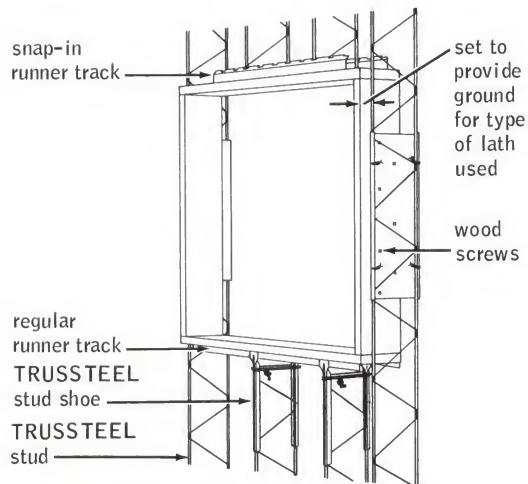 snap-in
runner track
set to
provide
ground
for type
of lath
used
wood
screws
regular
runner track
TRUSSTEEL
stud shoe
TRUSSTEEL
stud